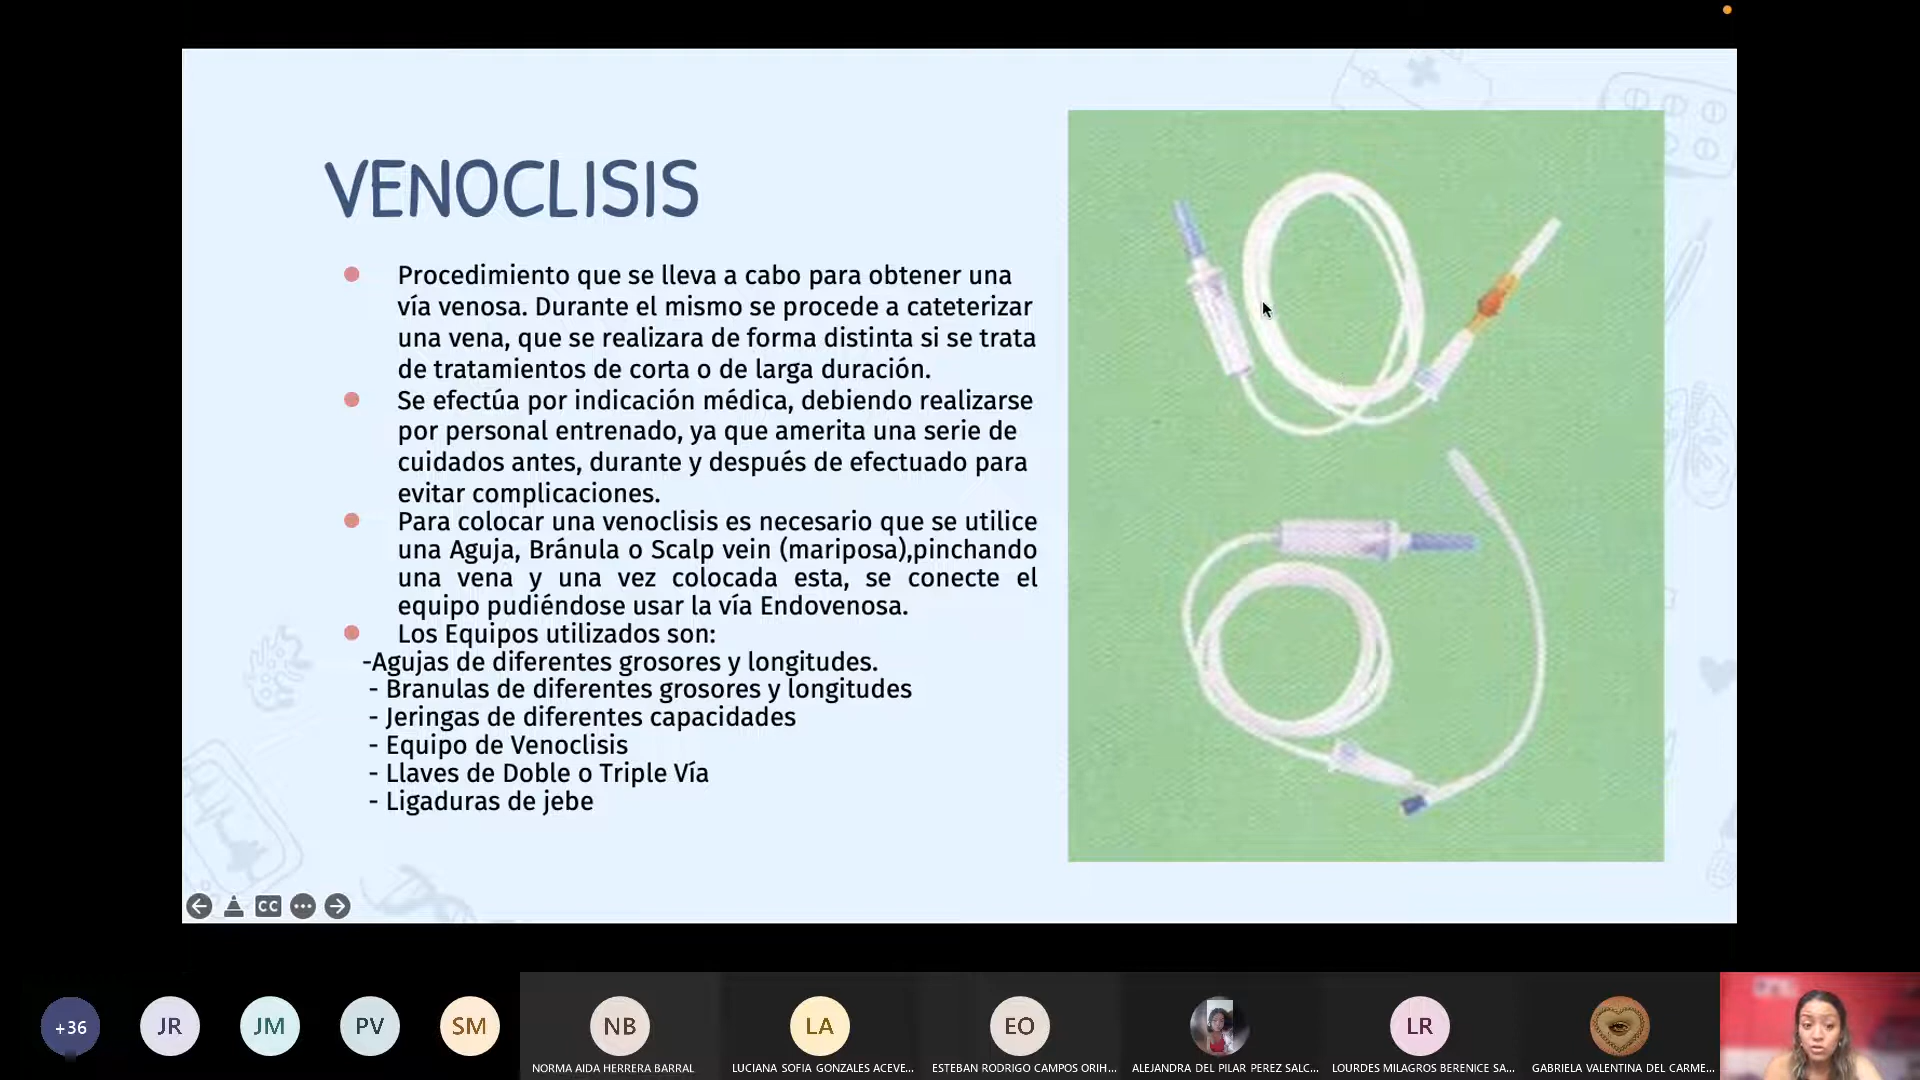 VENOCLISIS
Procedimiento que se lleva a cabo para obtener una
vía venosa. Durante el mismo se procede a cateterizar
una vena, que se realizara de forma distinta si se trata
de tratamientos de corta o de larga duración.
Se efectúa por indicación médica, debiendo realizarse
por personal entrenado, ya que amerita una serie de
cuidados antes, durante y después de efectuado para
evitar complicaciones.
Para colocar una venoclisis es necesario que se utilice
una Aguja, Bránula o Scalp vein (mariposa),pinchando
una vena y una vez colocada esta, se conecte el
equipo pudiéndose usar la vía Endovenosa.
Los Equipos utilizados son:
-Agujas de diferentes grosores y longitudes.
- Branulas de diferentes grosores y longitudes
- Jeringas de diferentes capacidades
- Equipo de Venoclisis
- Llaves de Doble o Triple Vía
- Ligaduras de jebe
CC
+36
JR
JM
PV
SM
NB
LA
EO
LR
NORMA AIDA HERRERA BARRAL
LUCIANA SOFIA GONZALES ACEVE...
ESTEBAN RODRIGO CAMPOS ORIH...
ALEJANDRA DEL PILAR PEREZ SALC...
LOURDES MILAGROS BERENICE SA...
GABRIELA VALENTINA DEL CARME...